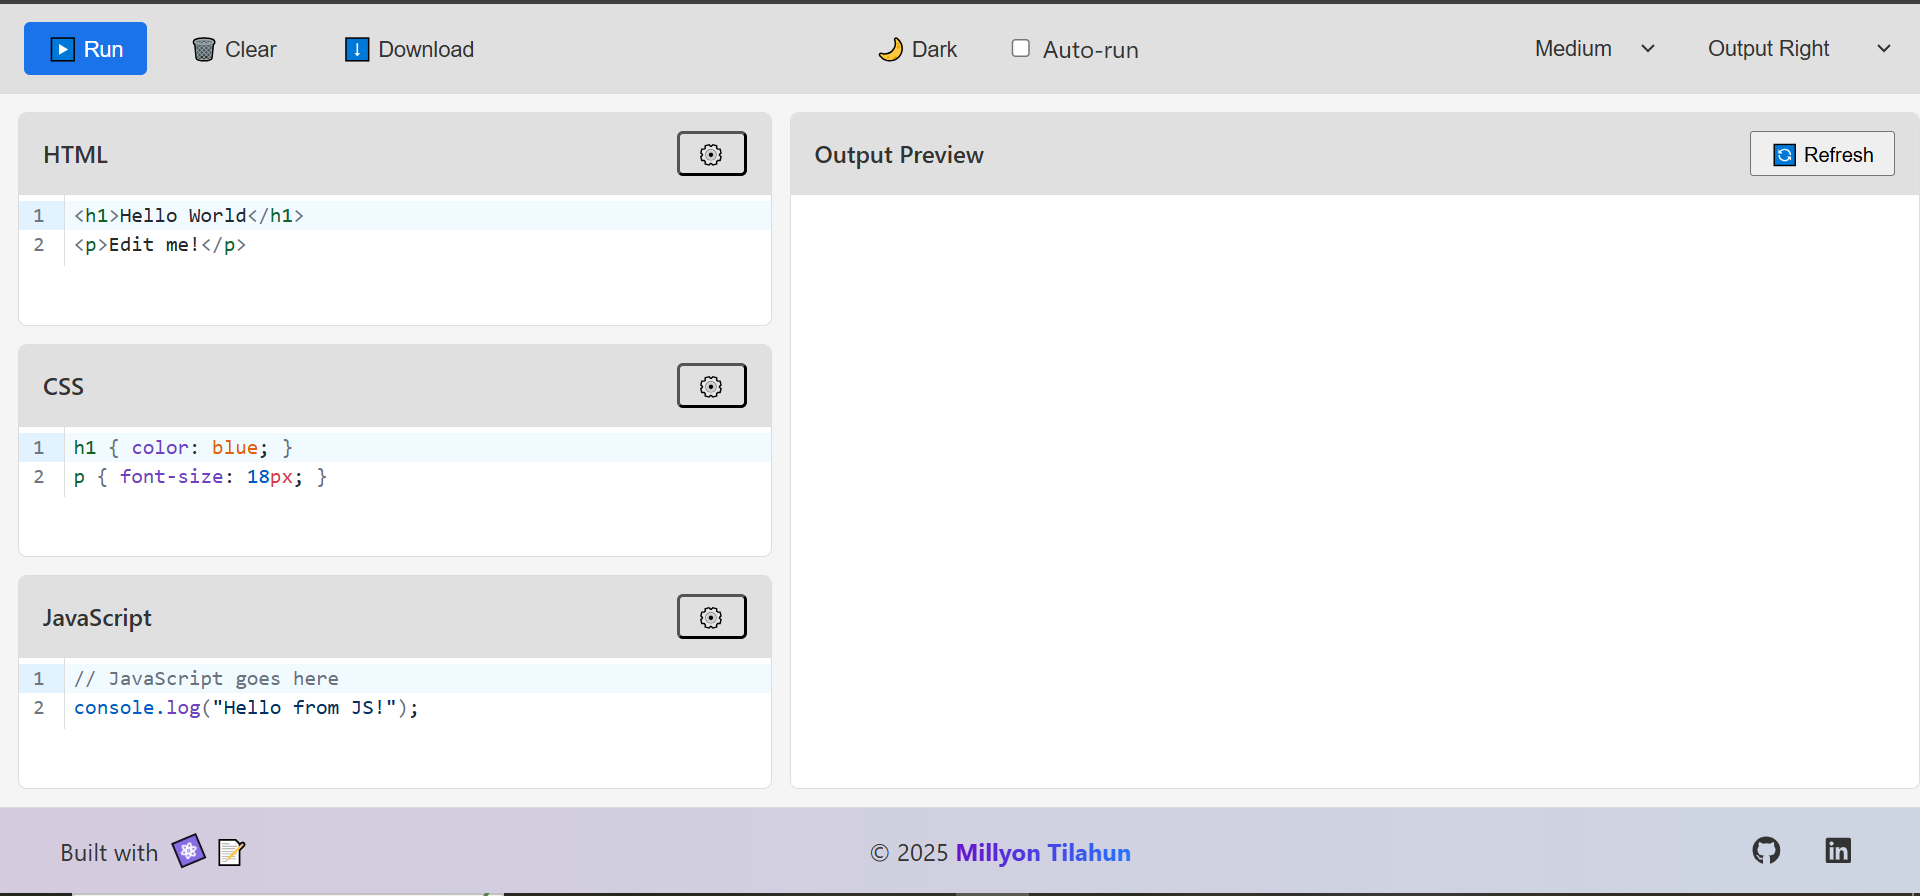 Run
Clear
Download
Dark
Auto-run
Medium
Output Right
HTML
1 <h1>Hello World</h1>
2 <p>Edit me!</p>
CSS
1 h1 { color: blue; }
2 p { font-size: 18px; }
JavaScript
1 // JavaScript goes here
2 console.log("Hello from JS!");
Output Preview
Refresh
Built with
© 2025 Millyon Tilahun
in